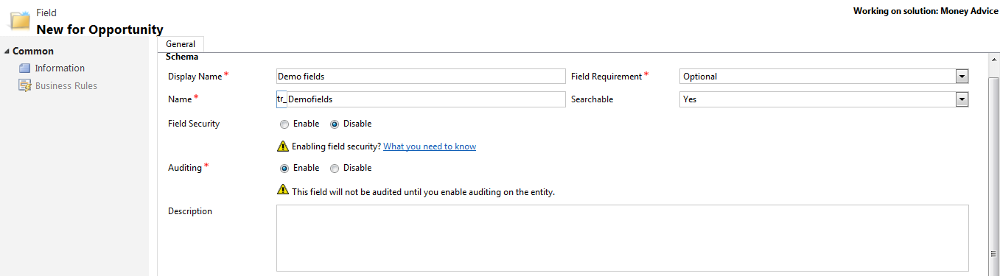 Field
New for Opportunity
Working on solution: Money Advice
Common
Information
Business Rules
General
Schema
Display Name * Demo fields Field Requirement * Optional
Name * tr_ Demofields Searchable Yes
Field Security Enable Disable
Enabling field security? What you need to know
Auditing * Enable Disable
This field will not be audited until you enable auditing on the entity.
Description